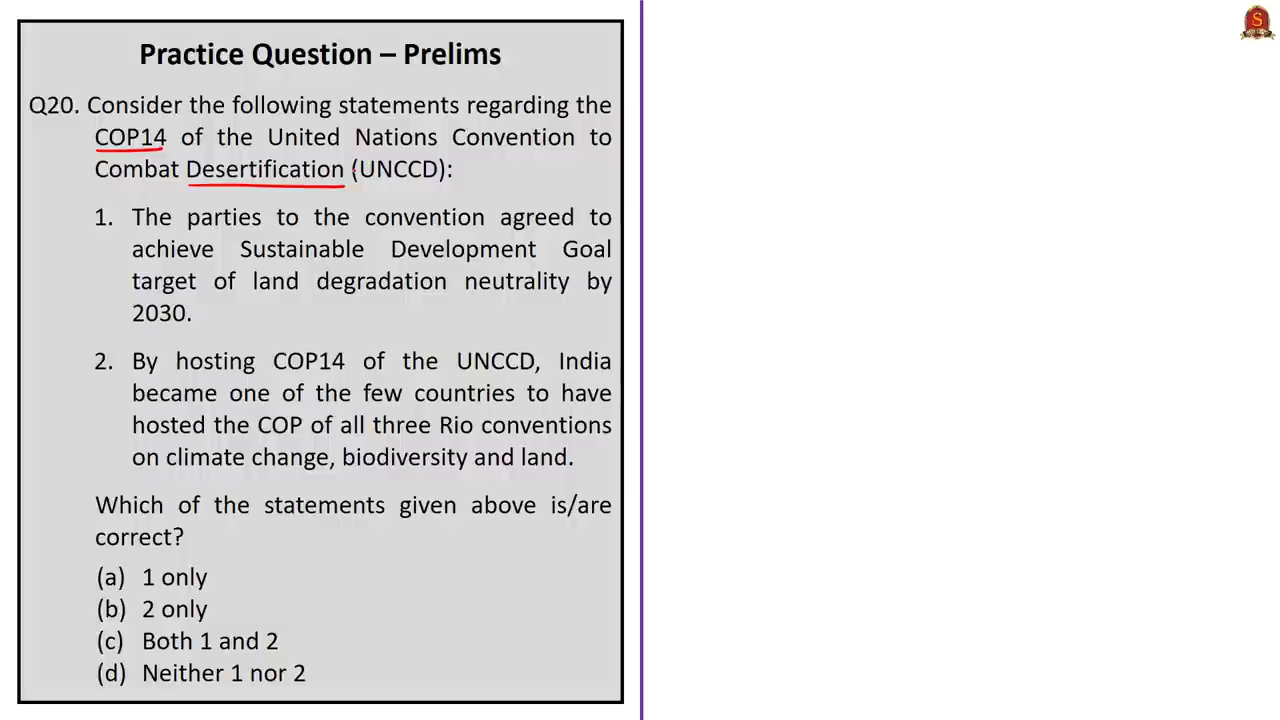 Practice Question – Prelims
Q20. Consider the following statements regarding the
COP14 of the United Nations Convention to
Combat Desertification (UNCCD):
1. The parties to the convention agreed to
achieve Sustainable Development Goal
target of land degradation neutrality by
2030.
2. By hosting COP14 of the UNCCD, India
became one of the few countries to have
hosted the COP of all three Rio conventions
on climate change, biodiversity and land.
Which of the statements given above is/are
correct?
(a) 1 only
(b) 2 only
(c) Both 1 and 2
(d) Neither 1 nor 2
S